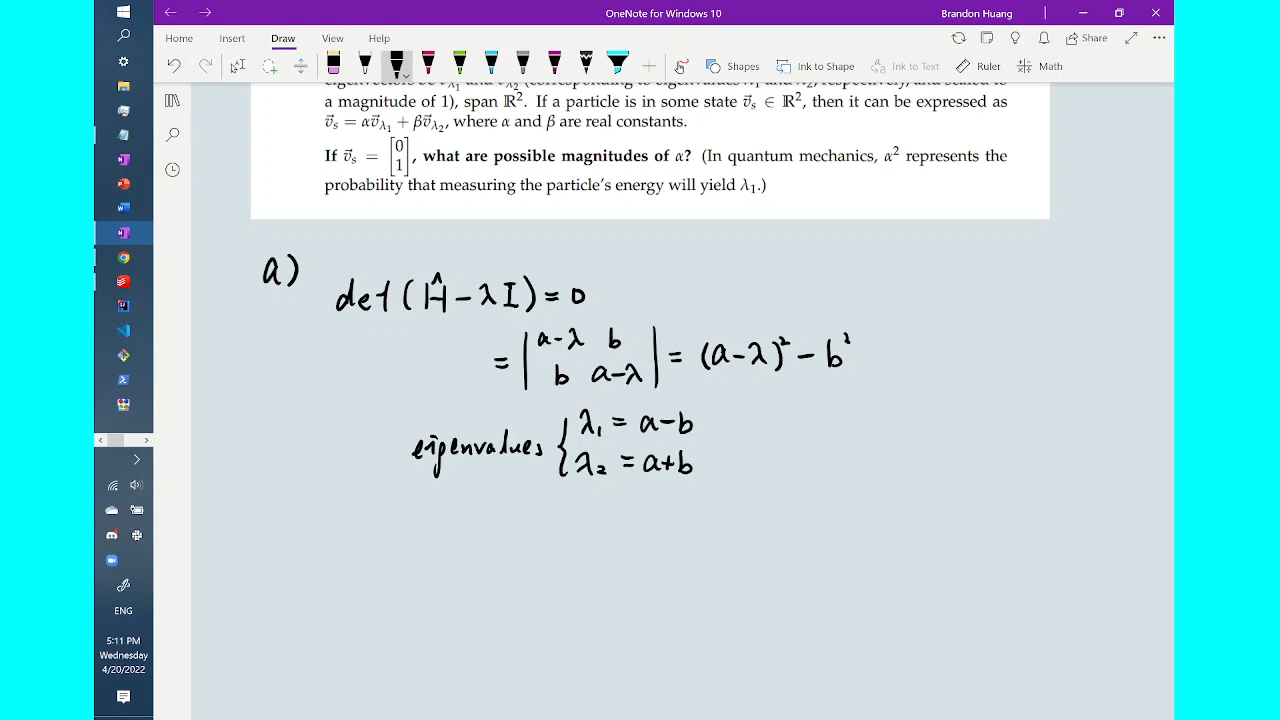 OneNote for Windows 10
Brandon Huang
Home Insert Draw View Help
Share
Shapes Ink to Shape Ink to Text Ruler Math
a magnitude of 1), span ℝ². If a particle is in some state v⃗ₛ ∈ ℝ², then it can be expressed as
v⃗ₛ = αv⃗_λ₁ + βv⃗_λ₂, where α and β are real constants.
If v⃗ₛ = [0 1], what are possible magnitudes of α? (In quantum mechanics, α² represents the
probability that measuring the particle's energy will yield λ₁.)
a)
det(Ĥ - λI) = 0
= | a-λ b
b a-λ | = (a-λ)² - b²
eigenvalues { λ₁ = a-b
λ₂ = a+b
ENG
5:11 PM
Wednesday
4/20/2022